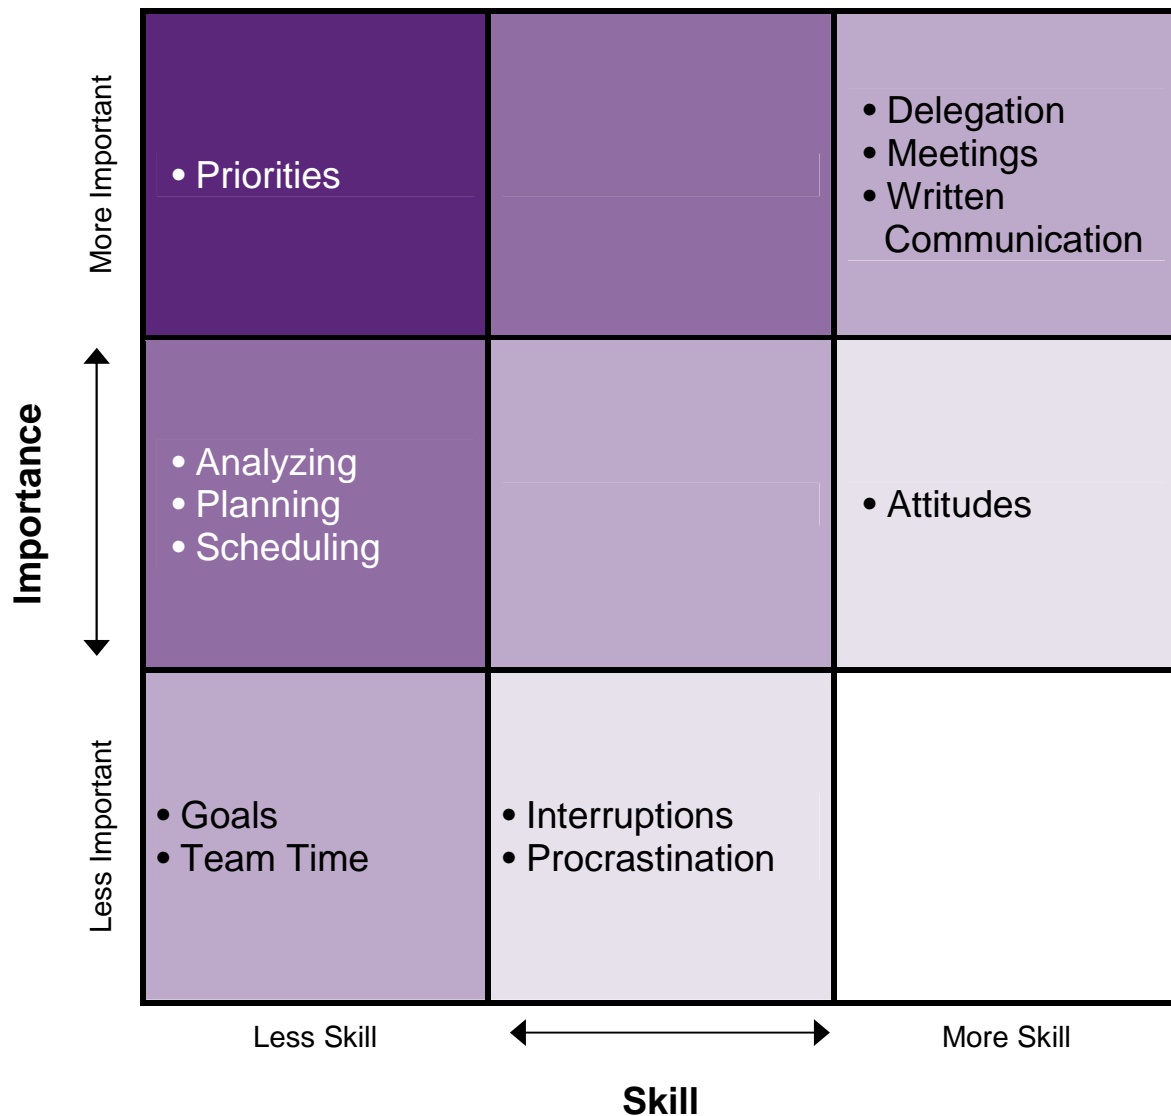 More Important
• Priorities
• Delegation
• Meetings
• Written
Communication
Importance
• Analyzing
• Planning
• Scheduling
• Attitudes
Less Important
• Goals
• Team Time
• Interruptions
• Procrastination
Less Skill
More Skill
Skill